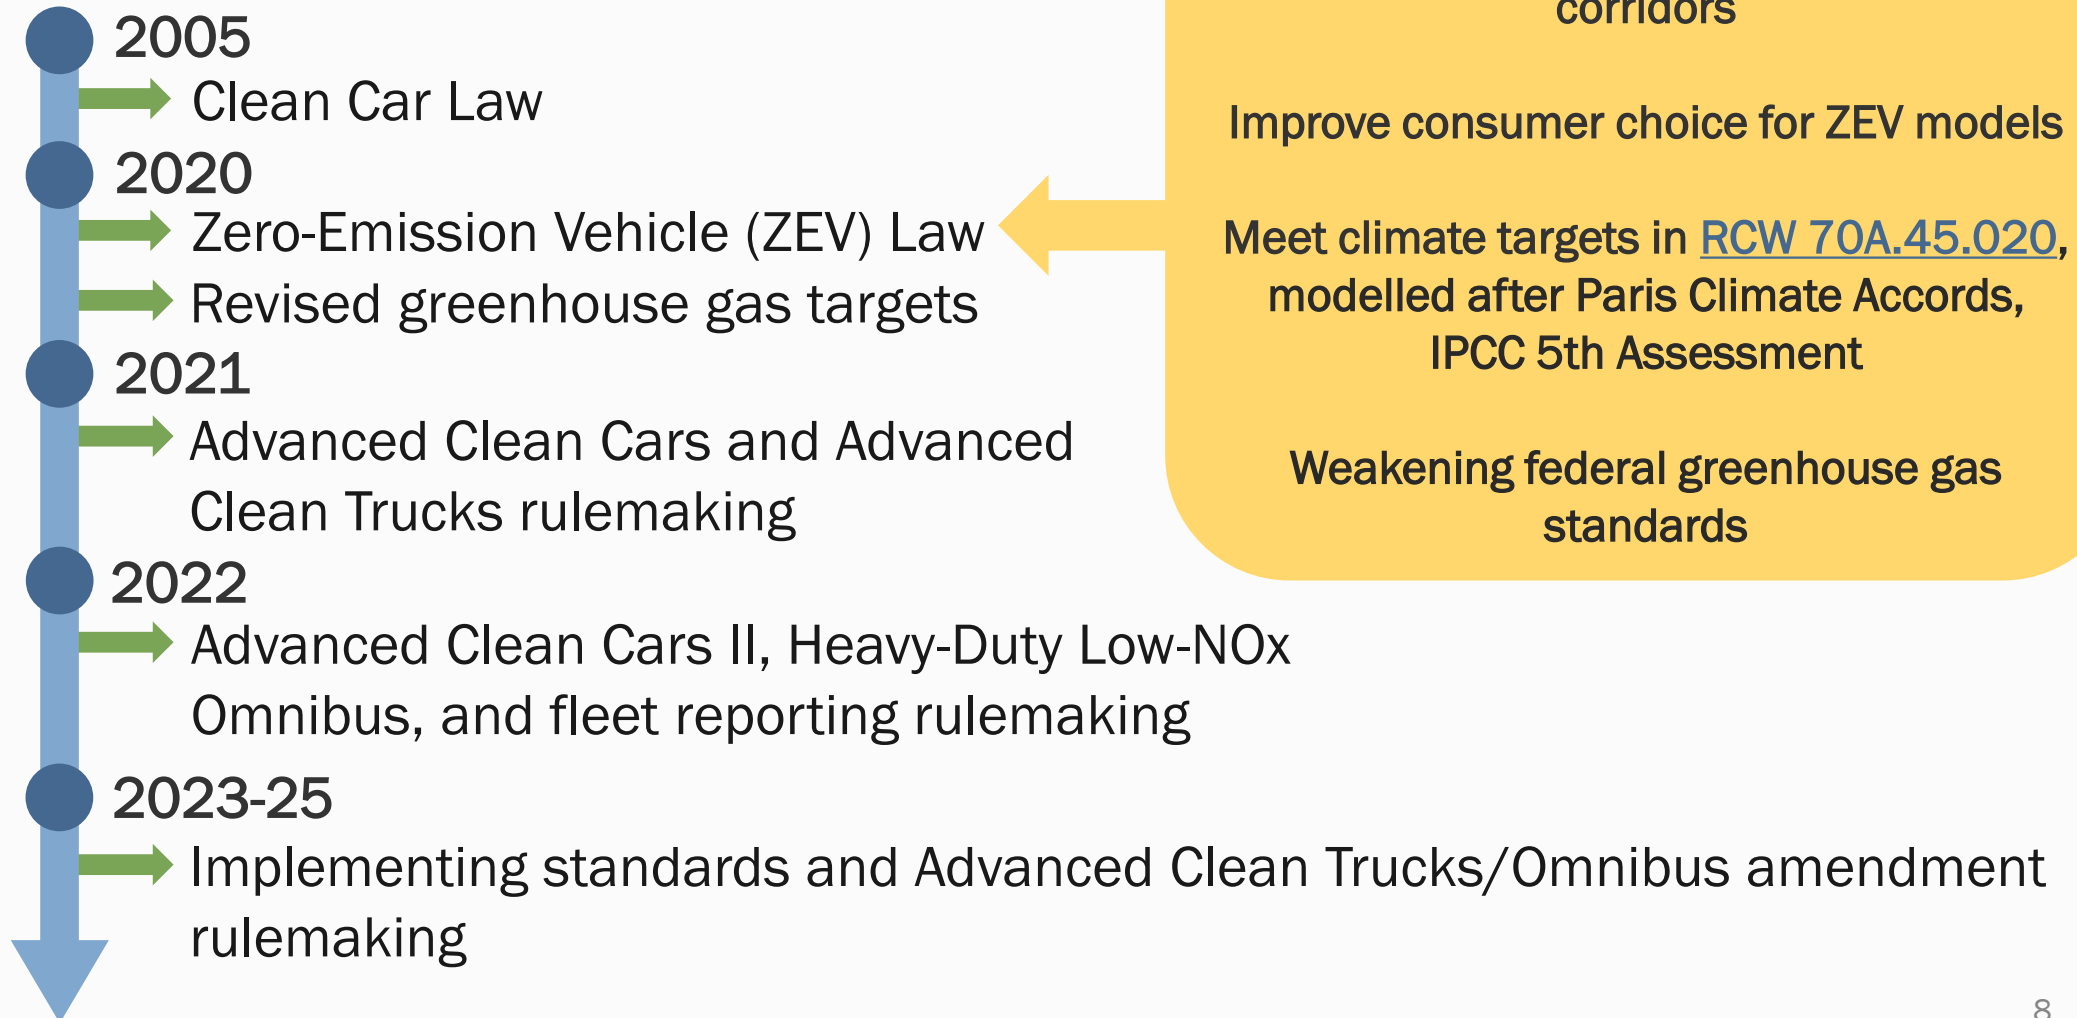 2005
Clean Car Law
2020
Zero-Emission Vehicle (ZEV) Law
Revised greenhouse gas targets
2021
Advanced Clean Cars and Advanced
Clean Trucks rulemaking
2022
Advanced Clean Cars II, Heavy-Duty Low-NOx
Omnibus, and fleet reporting rulemaking
2023-25
Implementing standards and Advanced Clean Trucks/Omnibus amendment
rulemaking
corridors
Improve consumer choice for ZEV models
Meet climate targets in RCW 70A.45.020,
modelled after Paris Climate Accords,
IPCC 5th Assessment
Weakening federal greenhouse gas
standards
8